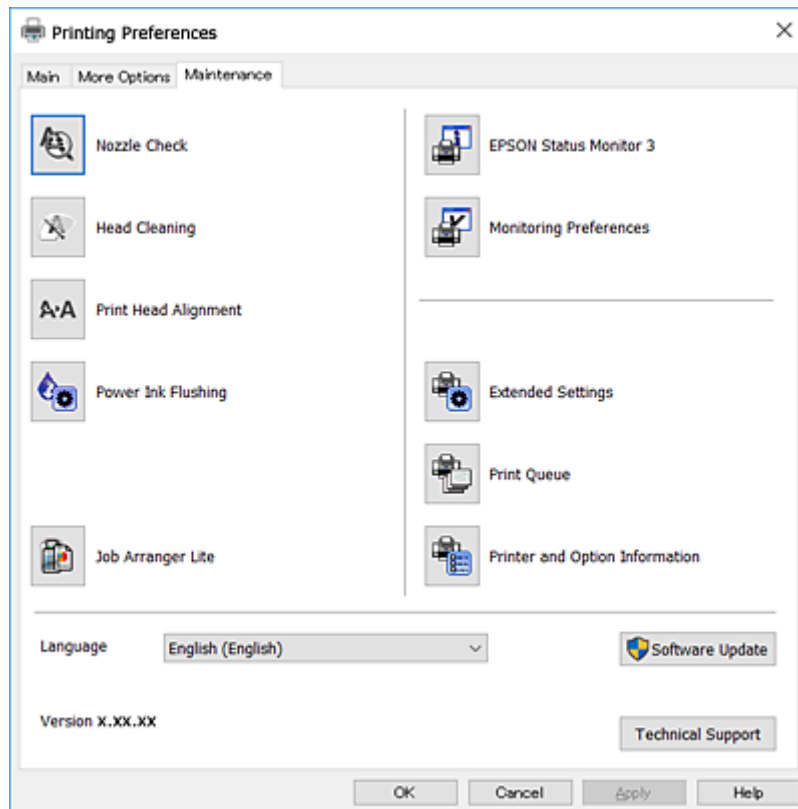 Printing Preferences
Main More Options Maintenance
Nozzle Check
EPSON Status Monitor 3
Head Cleaning
Monitoring Preferences
A·A Print Head Alignment
Power Ink Flushing
Extended Settings
Print Queue
Job Arranger Lite
Printer and Option Information
Language English (English) Software Update
Version X.XX.XX
Technical Support
OK Cancel Apply Help